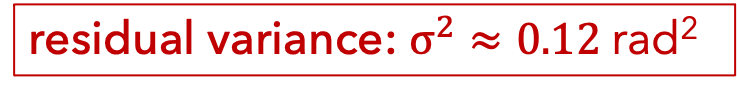 residual variance: σ² ≈ 0.12 rad²